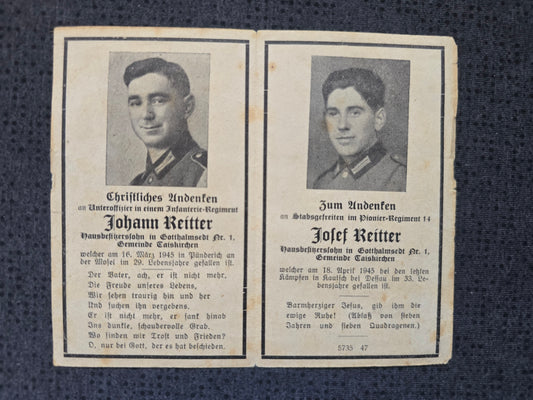 Christliches Andenken
an Unteroffizier in einem Infanterie-Regiment
Johann Reitter
Hausbesitzerssohn in Gotthalmsedt Nr. 1,
Gemeinde Taiskirchen
welcher am 16. März 1945 in Pünderich an
der Mosel im 29. Lebensjahre gefallen ist.
Der Vater, ach, er ist nicht mehr,
Die Freude unseres Lebens,
Wir sehen traurig hin und her
Und suchen ihn vergebens.
Er ist nicht mehr, er sank hinab
Ins dunkle, schaudervolle Grab.
Wo finden wir Trost und Frieden?
O, nur bei Gott, der es hat beschieden.
Zum Andenken
an Stabsgefreiten im Pionier-Regiment 14
Josef Reitter
Hausbesitzerssohn in Gotthalmsedt Nr. 1,
Gemeinde Taiskirchen
welcher am 18. April 1945 bei den letzten
Kämpfen in Kautsch bei Dessau im 33. Le-
bensjahre gefallen ist.
Barmherziger Jesus, gib ihm die
ewige Ruhe! (Ablaß von sieben
Jahren und sieben Quadragenen.)
5735 47